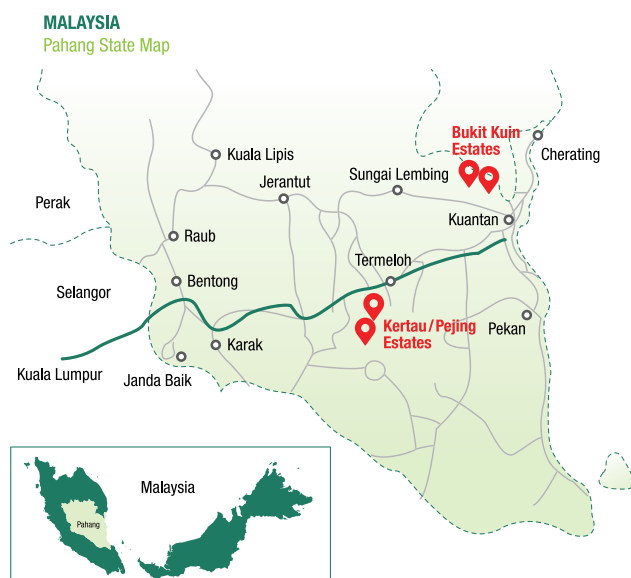 MALAYSIA
Pahang State Map
Bukit Kuin
Estates
Cherating
Kuala Lipis
Sungai Lembing
Jerantut
Perak
Kuantan
Raub
Termeloh
Bentong
Selangor
Kertau/Pejing
Estates
Pekan
Karak
Kuala Lumpur
Janda Baik
Malaysia
Pahang